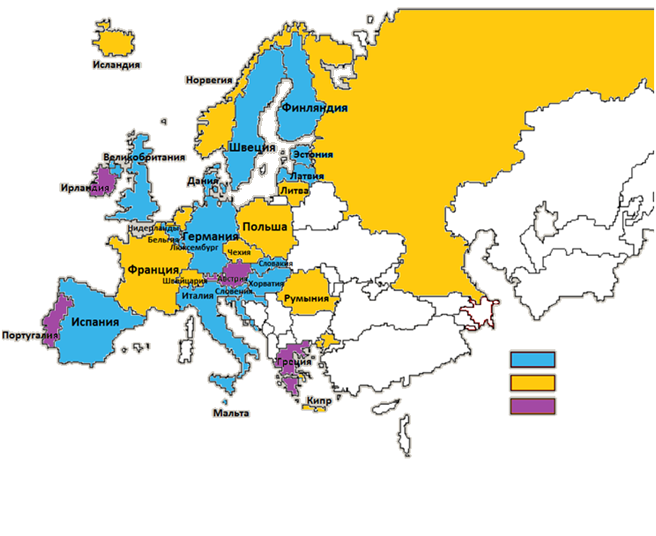 Исландия
Норвегия
Финляндия
Швеция
Великобритания
Эстония
Латвия
Дания
Ирландия
Литва
Нидерланды
Польша
Бельгия
Германия
Люксембург
Чехия
Словакия
Франция
Австрия
Швейцария
Хорватия
Словения
Италия
Румыния
Испания
Португалия
Греция
Кипр
Мальта